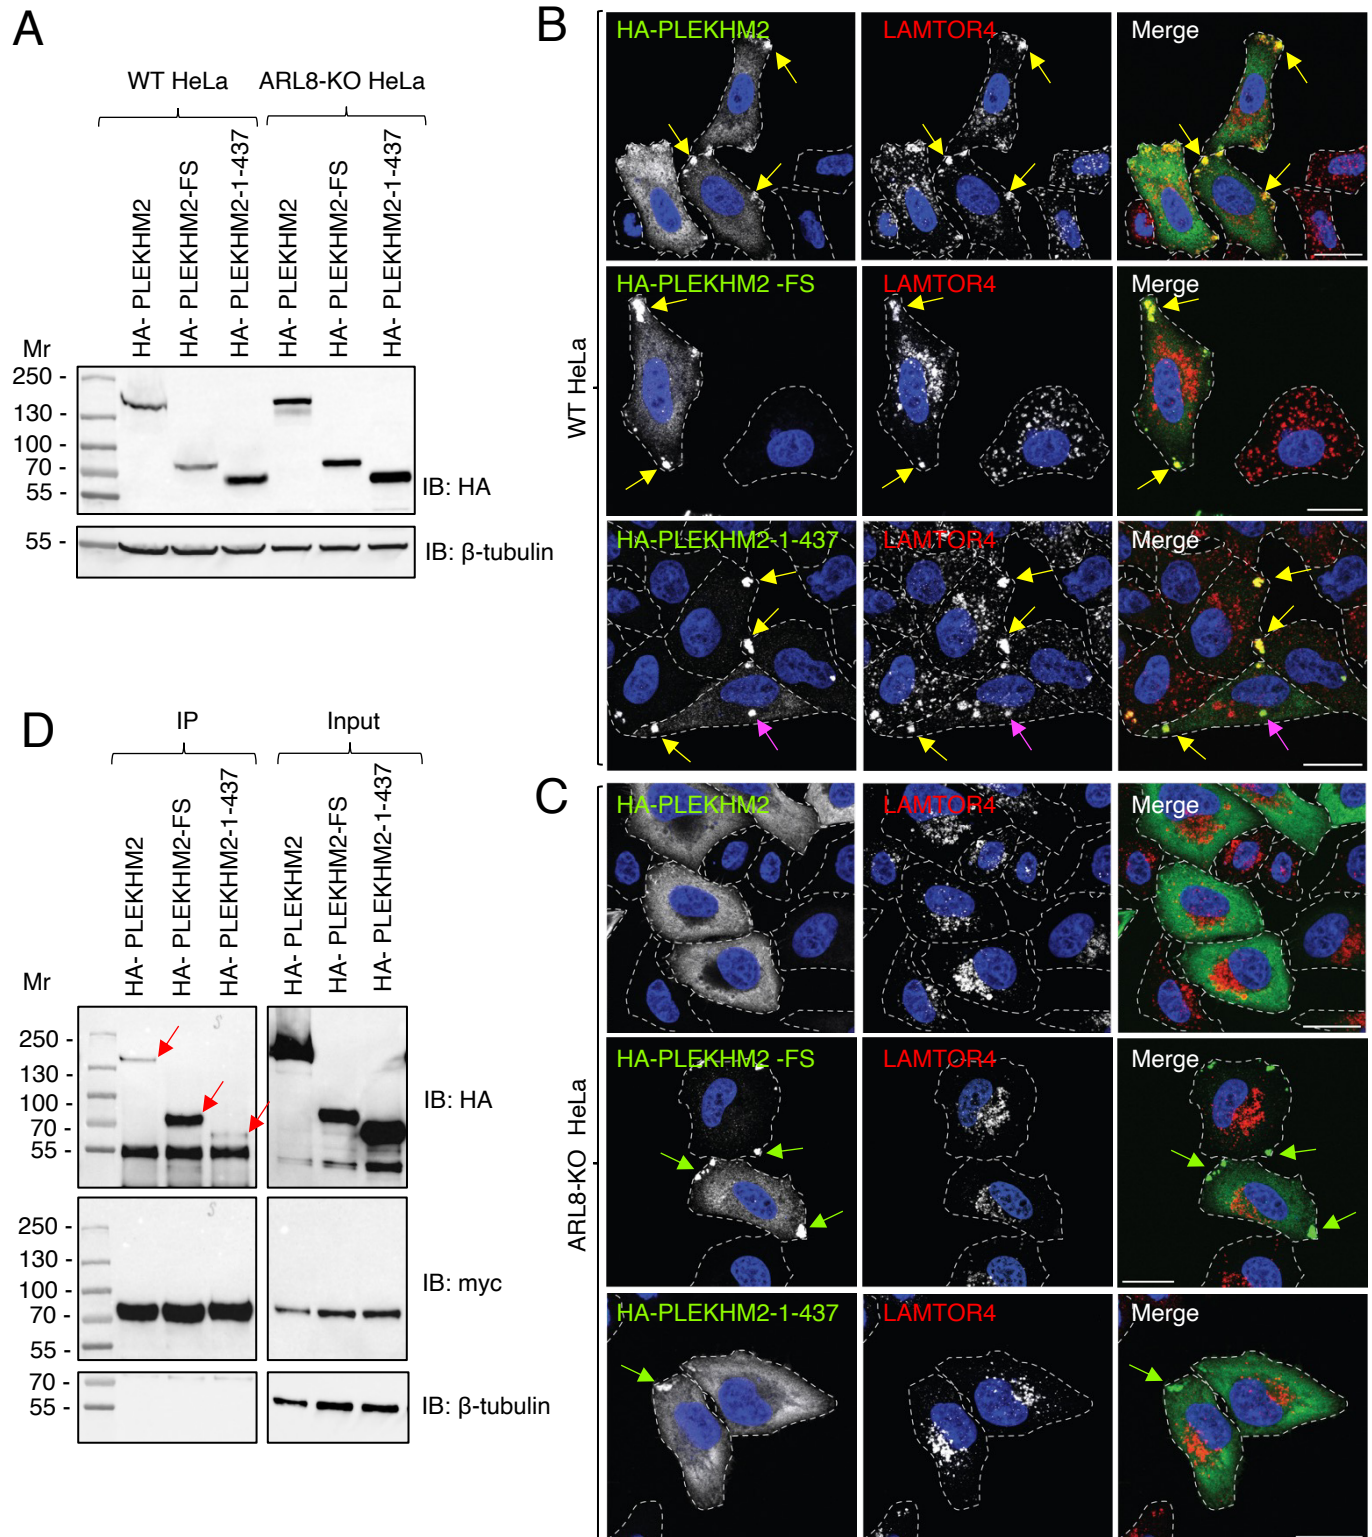 A
WT HeLa
ARL8-KO HeLa
HA- PLEKHM2
HA- PLEKHM2-FS
HA- PLEKHM2-1-437
HA- PLEKHM2
HA- PLEKHM2-FS
HA- PLEKHM2-1-437
Mr
250 -
130 -
100 -
70 -
55 -
IB: HA
55 -
IB: β-tubulin
B
WT HeLa
HA-PLEKHM2
LAMTOR4
Merge
HA-PLEKHM2 -FS
LAMTOR4
Merge
HA-PLEKHM2-1-437
LAMTOR4
Merge
C
ARL8-KO HeLa
HA-PLEKHM2
LAMTOR4
Merge
HA-PLEKHM2 -FS
LAMTOR4
Merge
HA-PLEKHM2-1-437
LAMTOR4
Merge
D
IP
Input
HA- PLEKHM2
HA- PLEKHM2-FS
HA- PLEKHM2-1-437
HA- PLEKHM2
HA- PLEKHM2-FS
HA- PLEKHM2-1-437
Mr
250 -
130 -
100 -
70 -
55 -
IB: HA
250 -
130 -
100 -
70 -
55 -
IB: myc
70 -
55 -
IB: β-tubulin